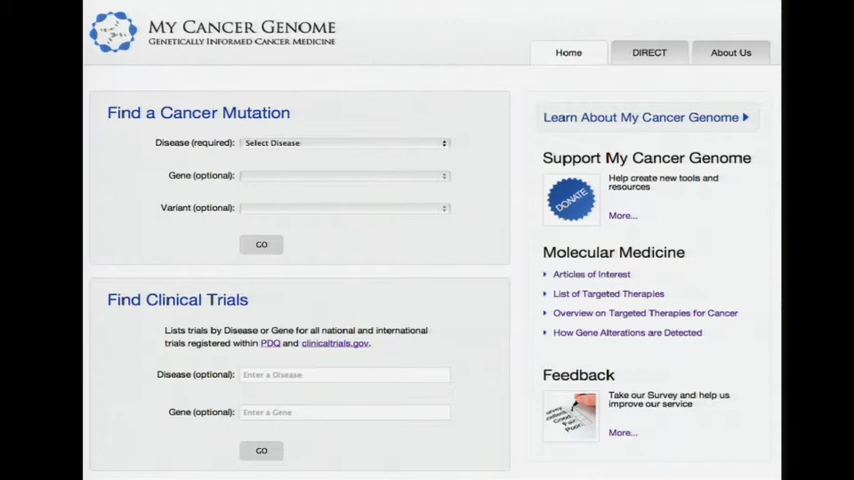 MY CANCER GENOME
GENETICALLY INFORMED CANCER MEDICINE
Home
DIRECT
About Us
Find a Cancer Mutation
Disease (required): Select Disease
Gene (optional):
Variant (optional):
GO
Find Clinical Trials
Lists trials by Disease or Gene for all national and international
trials registered within PDQ and clinicaltrials.gov.
Disease (optional): Enter a Disease
Gene (optional): Enter a Gene
GO
Learn About My Cancer Genome
Support My Cancer Genome
DONATE
Help create new tools and
resources
More...
Molecular Medicine
Articles of Interest
List of Targeted Therapies
Overview on Targeted Therapies for Cancer
How Gene Alterations are Detected
Feedback
Good
Fair
Poor
Take our Survey and help us
improve our service
More...